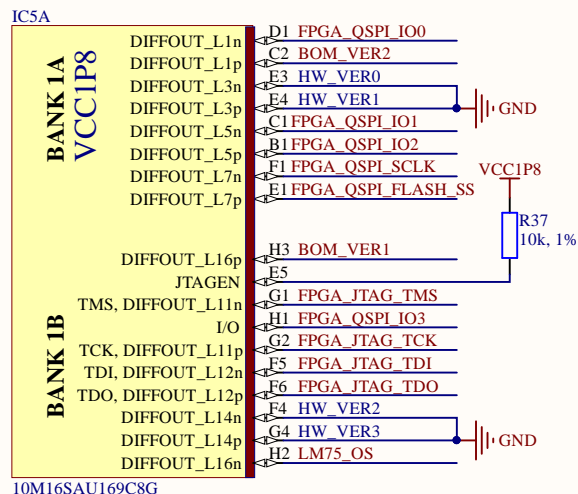 IC5A
BANK 1A
VCC1P8
DIFFOUT_L1n D1 FPGA_QSPI_IO0
DIFFOUT_L1p C2 BOM_VER2
DIFFOUT_L3n E3 HW_VER0
DIFFOUT_L3p E4 HW_VER1
GND
DIFFOUT_L5n C1 FPGA_QSPI_IO1
DIFFOUT_L5p B1 FPGA_QSPI_IO2
DIFFOUT_L7n F1 FPGA_QSPI_SCLK
DIFFOUT_L7p E1 FPGA_QSPI_FLASH_SS
VCC1P8
R37
10k, 1%
BANK 1B
DIFFOUT_L16p H3 BOM_VER1
JTAGEN E5
TMS, DIFFOUT_L11n G1 FPGA_JTAG_TMS
I/O H1 FPGA_QSPI_IO3
TCK, DIFFOUT_L11p G2 FPGA_JTAG_TCK
TDI, DIFFOUT_L12n F5 FPGA_JTAG_TDI
TDO, DIFFOUT_L12p F6 FPGA_JTAG_TDO
DIFFOUT_L14n F4 HW_VER2
DIFFOUT_L14p G4 HW_VER3
GND
DIFFOUT_L16n H2 LM75_OS
10M16SAU169C8G